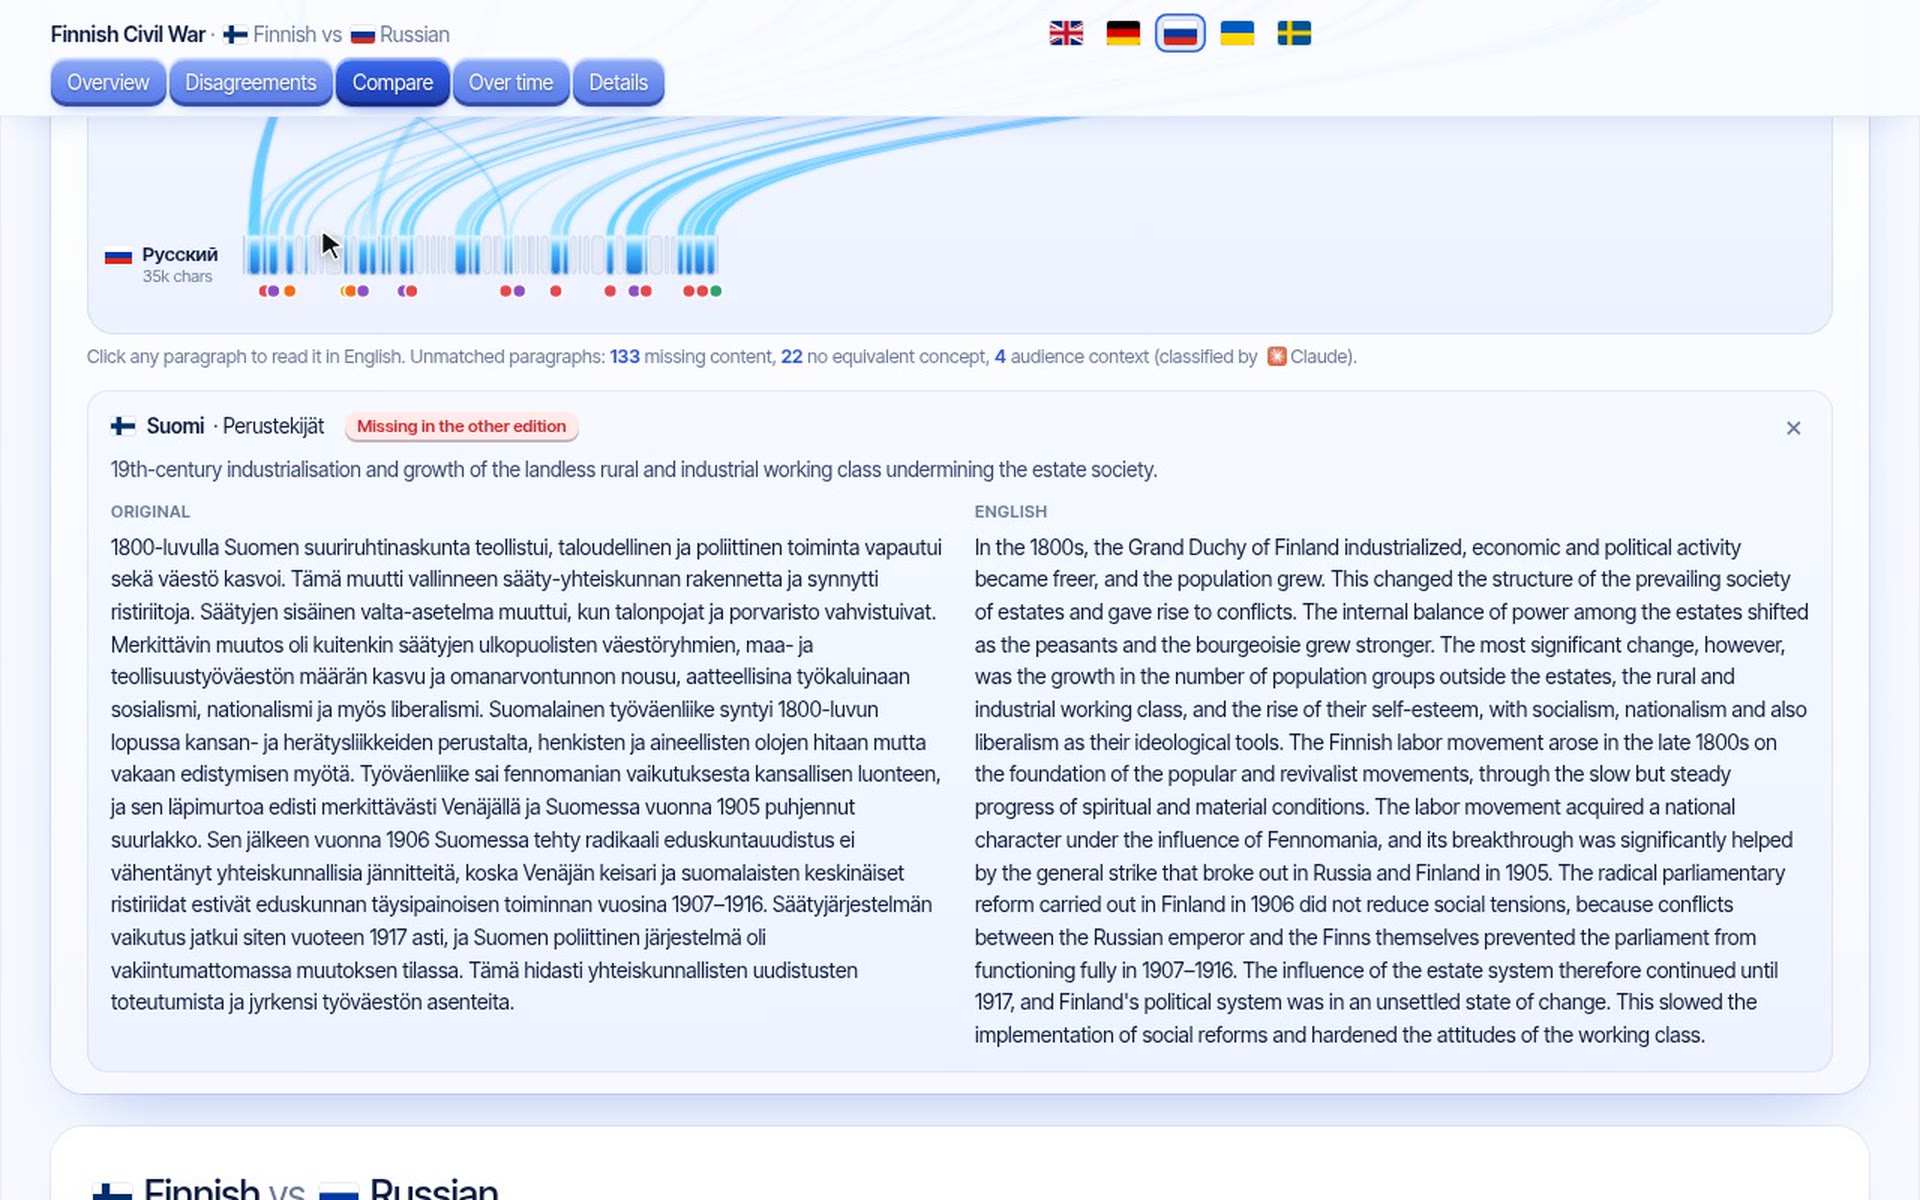 Finnish Civil War · Finnish vs Russian
Overview Disagreements Compare Over time Details
Русский
35k chars
Click any paragraph to read it in English. Unmatched paragraphs: 133 missing content, 22 no equivalent concept, 4 audience context (classified by Claude).
Suomi · Perustekijät Missing in the other edition
19th-century industrialisation and growth of the landless rural and industrial working class undermining the estate society.
ORIGINAL
1800-luvulla Suomen suuriruhtinaskunta teollistui, taloudellinen ja poliittinen toiminta vapautui
sekä väestö kasvoi. Tämä muutti vallinneen sääty-yhteiskunnan rakennetta ja synnytti
ristiriitoja. Säätyjen sisäinen valta-asetelma muuttui, kun talonpojat ja porvaristo vahvistuivat.
Merkittävin muutos oli kuitenkin säätyjen ulkopuolisten väestöryhmien, maa- ja
teollisuustyöväestön määrän kasvu ja omanarvontunnon nousu, aatteellisina työkaluinaan
sosialismi, nationalismi ja myös liberalismi. Suomalainen työväenliike syntyi 1800-luvun
lopussa kansan- ja herätysliikkeiden perustalta, henkisten ja aineellisten olojen hitaan mutta
vakaan edistymisen myötä. Työväenliike sai fennomanian vaikutuksesta kansallisen luonteen,
ja sen läpimurtoa edisti merkittävästi Venäjällä ja Suomessa vuonna 1905 puhjennut
suurlakko. Sen jälkeen vuonna 1906 Suomessa tehty radikaali eduskuntauudistus ei
vähentänyt yhteiskunnallisia jännitteitä, koska Venäjän keisari ja suomalaisten keskinäiset
ristiriidat estivät eduskunnan täysipainoisen toiminnan vuosina 1907–1916. Säätyjärjestelmän
vaikutus jatkui siten vuoteen 1917 asti, ja Suomen poliittinen järjestelmä oli
vakiintumattomassa muutoksen tilassa. Tämä hidasti yhteiskunnallisten uudistusten
toteutumista ja jyrkensi työväestön asenteita.
ENGLISH
In the 1800s, the Grand Duchy of Finland industrialized, economic and political activity
became freer, and the population grew. This changed the structure of the prevailing society
of estates and gave rise to conflicts. The internal balance of power among the estates shifted
as the peasants and the bourgeoisie grew stronger. The most significant change, however,
was the growth in the number of population groups outside the estates, the rural and
industrial working class, and the rise of their self-esteem, with socialism, nationalism and also
liberalism as their ideological tools. The Finnish labor movement arose in the late 1800s on
the foundation of the popular and revivalist movements, through the slow but steady
progress of spiritual and material conditions. The labor movement acquired a national
character under the influence of Fennomania, and its breakthrough was significantly helped
by the general strike that broke out in Russia and Finland in 1905. The radical parliamentary
reform carried out in Finland in 1906 did not reduce social tensions, because conflicts
between the Russian emperor and the Finns themselves prevented the parliament from
functioning fully in 1907–1916. The influence of the estate system therefore continued until
1917, and Finland's political system was in an unsettled state of change. This slowed the
implementation of social reforms and hardened the attitudes of the working class.
Finnish vs Russian